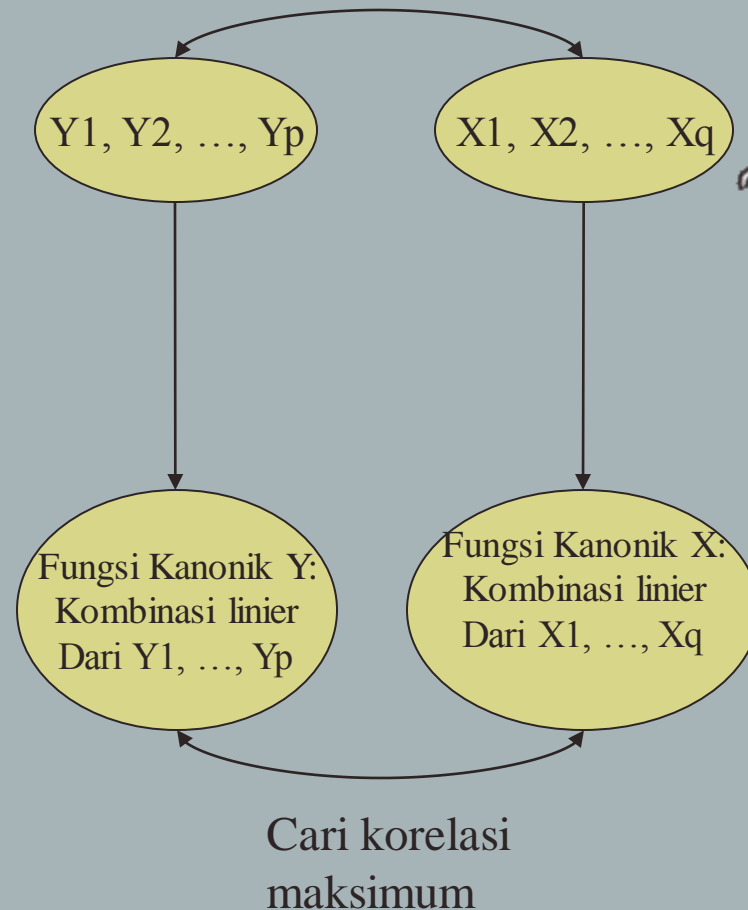 Y1, Y2, …, Yp
X1, X2, …, Xq
Fungsi Kanonik Y:
Kombinasi linier
Dari Y1, …, Yp
Fungsi Kanonik X:
Kombinasi linier
Dari X1, …, Xq
Cari korelasi
maksimum